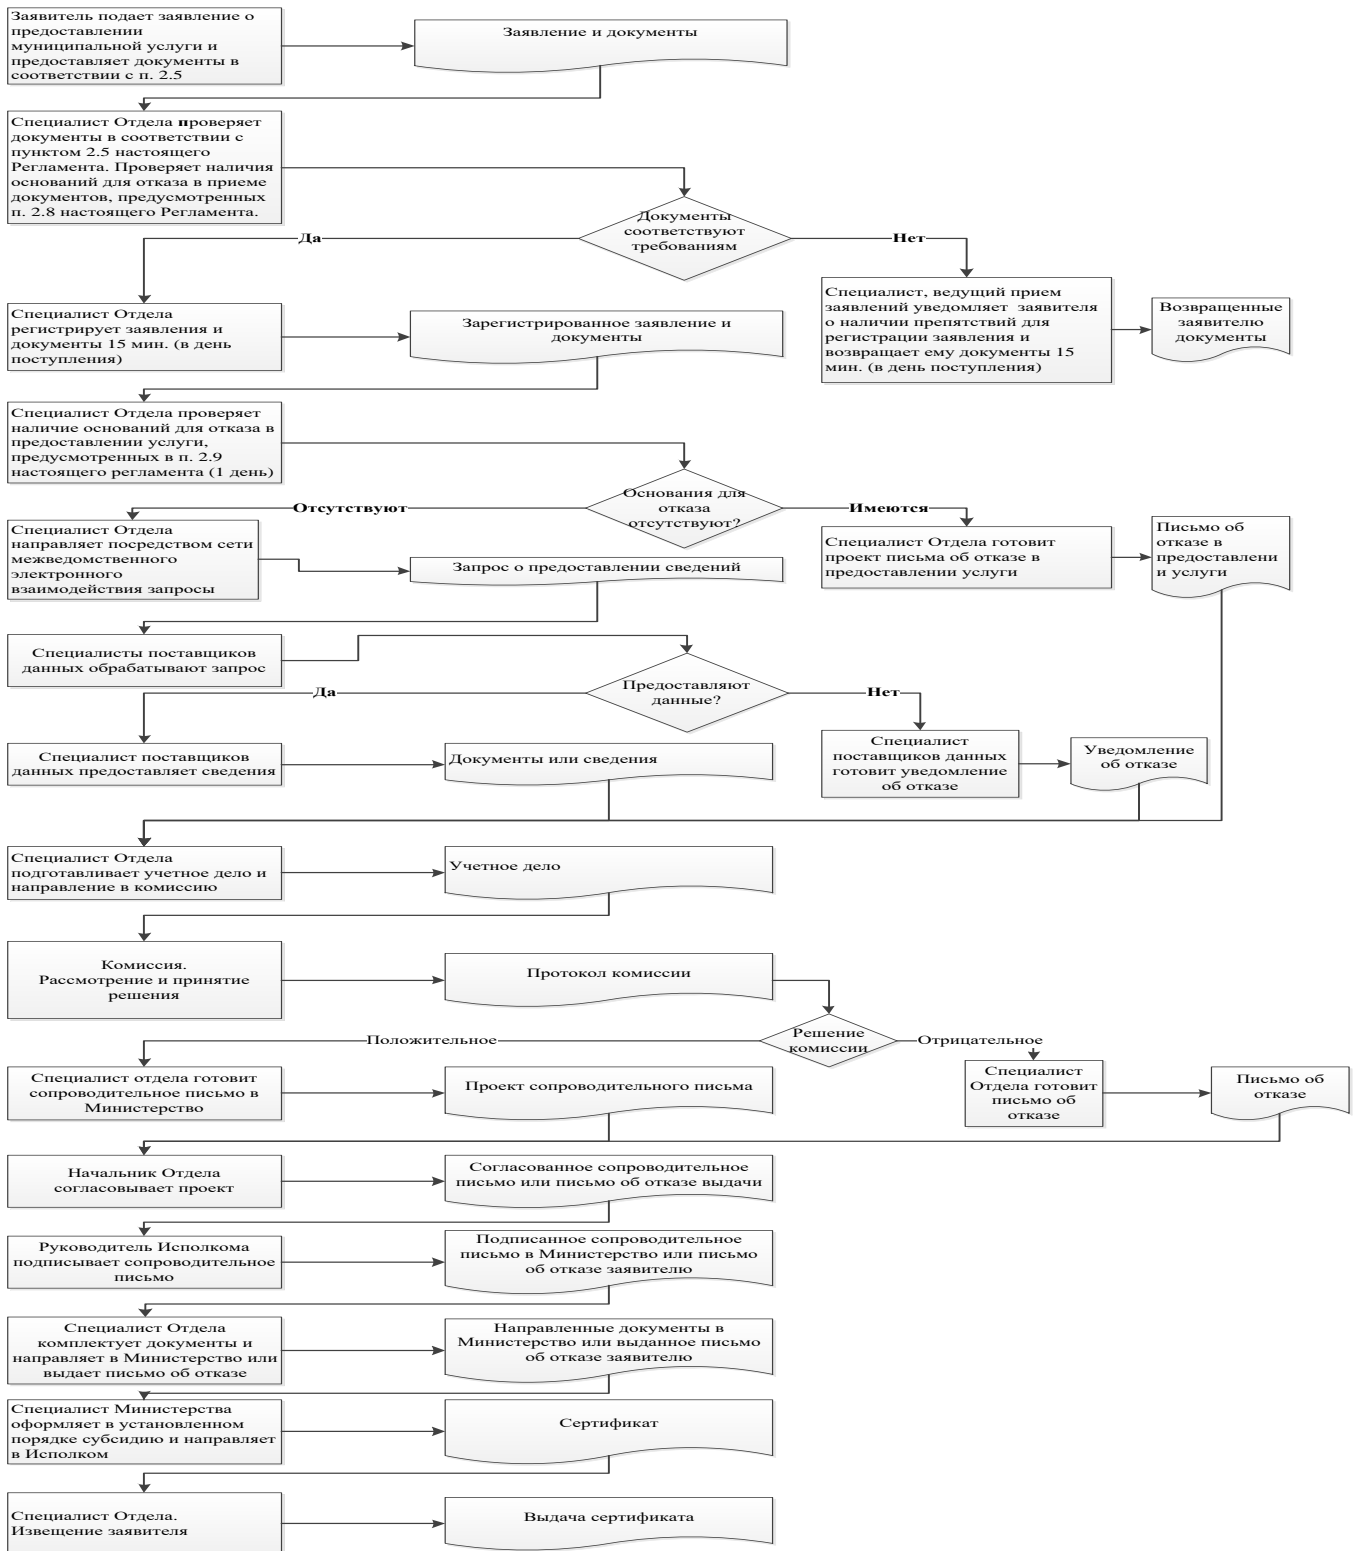 Заявитель подает заявление о
предоставлении
муниципальной услуги и
предоставляет документы в
соответствии с п. 2.5
Заявление и документы
Специалист Отдела проверяет
документы в соответствии с
пунктом 2.5 настоящего
Регламента. Проверяет наличия
оснований для отказа в приеме
документов, предусмотренных
п. 2.8 настоящего Регламента.
Документы
соответствуют
требованиям
Да
Нет
Специалист Отдела
регистрирует заявления и
документы 15 мин. (в день
поступления)
Зарегистрированное заявление и
документы
Специалист, ведущий прием
заявлений уведомляет заявителя
о наличии препятствий для
регистрации заявления и
возвращает ему документы 15
мин. (в день поступления)
Возвращенные
заявителю
документы
Специалист Отдела проверяет
наличие оснований для отказа в
предоставлении услуги,
предусмотренных в п. 2.9
настоящего регламента (1 день)
Основания для
отказа
отсутствуют?
Отсутствуют
Имеются
Специалист Отдела
направляет посредством сети
межведомственного
электронного
взаимодействия запросы
Запрос о предоставлении сведений
Специалист Отдела готовит
проект письма об отказе в
предоставлении услуги
Письмо об
отказе в
предоставлени
и услуги
Специалисты поставщиков
данных обрабатывают запрос
Предоставляют
данные?
Да
Нет
Специалист поставщиков
данных предоставляет сведения
Документы или сведения
Специалист
поставщиков данных
готовит уведомление
об отказе
Уведомление
об отказе
Специалист Отдела
подготавливает учетное дело и
направление в комиссию
Учетное дело
Комиссия.
Рассмотрение и принятие
решения
Протокол комиссии
Решение
комиссии
Положительное
Отрицательное
Специалист отдела готовит
сопроводительное письмо в
Министерство
Проект сопроводительного письма
Специалист
Отдела готовит
письмо об
отказе
Письмо об
отказе
Начальник Отдела
согласовывает проект
Согласованное сопроводительное
письмо или письмо об отказе выдачи
Руководитель Исполкома
подписывает сопроводительное
письмо
Подписанное сопроводительное
письмо в Министерство или письмо
об отказе заявителю
Специалист Отдела
комплектует документы и
направляет в Министерство или
выдает письмо об отказе
Направленные документы в
Министерство или выданное письмо
об отказе заявителю
Специалист Министерства
оформляет в установленном
порядке субсидию и направляет
в Исполком
Сертификат
Специалист Отдела.
Извещение заявителя
Выдача сертификата